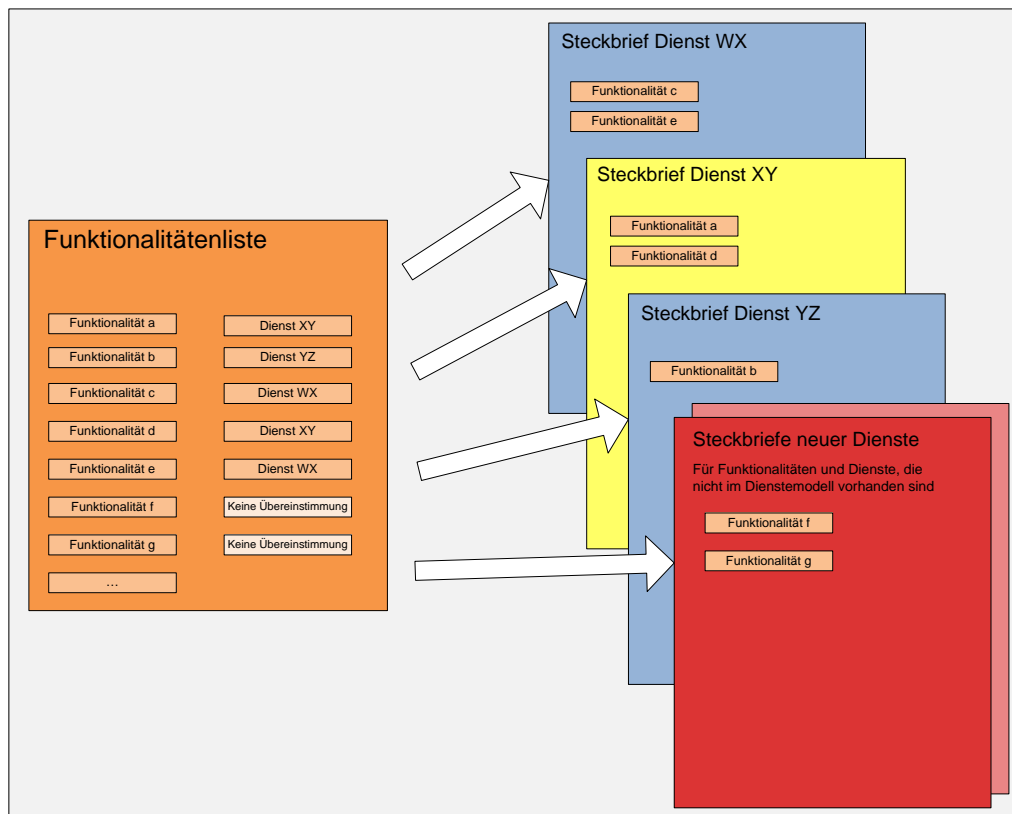 Funktionalitätenliste
Funktionalität a
Dienst XY
Funktionalität b
Dienst YZ
Funktionalität c
Dienst WX
Funktionalität d
Dienst XY
Funktionalität e
Dienst WX
Funktionalität f
Keine Übereinstimmung
Funktionalität g
Keine Übereinstimmung
...
Steckbrief Dienst WX
Funktionalität c
Funktionalität e
Steckbrief Dienst XY
Funktionalität a
Funktionalität d
Steckbrief Dienst YZ
Funktionalität b
Steckbriefe neuer Dienste
Für Funktionalitäten und Dienste, die
nicht im Dienstemodell vorhanden sind
Funktionalität f
Funktionalität g